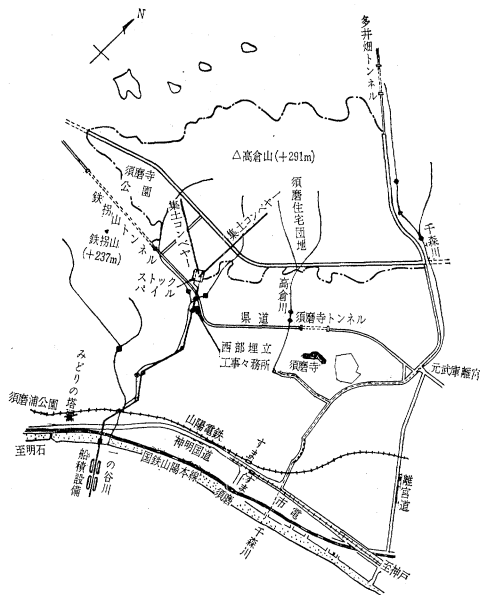 N
多井畑トンネル
△高倉山(+291m)
須磨寺
公園
集土コンベヤー
集土コンベヤー
須磨住宅団地
千森川
鉄拐山トンネル
鉄拐山
(+237m)
ストック
パイル
高倉川
県道
須磨寺トンネル
西部埋立
工事々務所
須磨寺
元武庫離宮
みどりの塔
須磨浦公園
山陽電鉄
神明国道
国鉄山陽本線
すま
すま
須磨
市電
離宮道
至明石
一の谷川
船積設備
千森川
至神戸